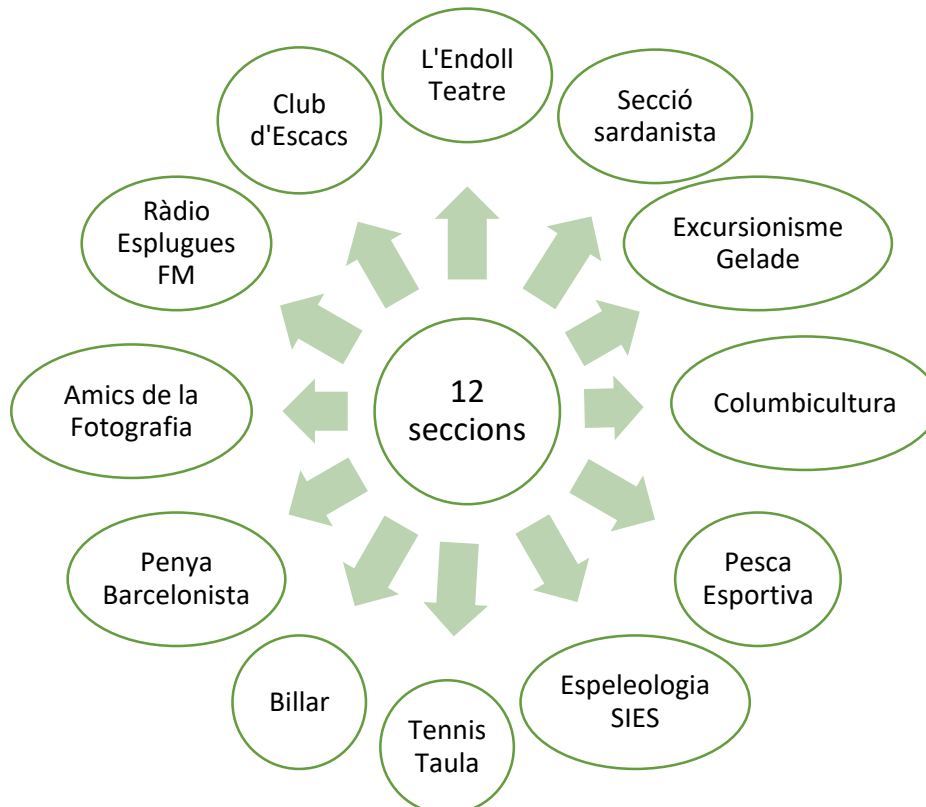 L'Endoll
Teatre
Secció
sardanista
Excursionisme
Gelade
Columbicultura
Pesca
Esportiva
Espeleologia
SIES
Tennis
Taula
Billar
Penya
Barcelonista
Amics de la
Fotografia
Ràdio
Esplugues
FM
Club
d'Escacs
12
seccions